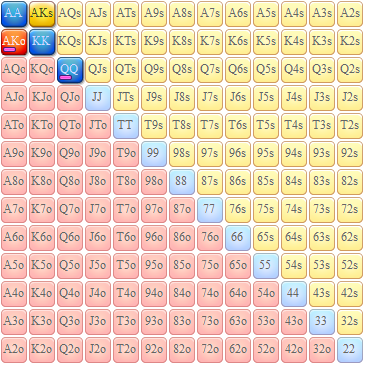 AA AKs AQs AJs ATs A9s A8s A7s A6s A5s A4s A3s A2s
AKo KK KQs KJs KTs K9s K8s K7s K6s K5s K4s K3s K2s
AQo KQo QQ QJs QTs Q9s Q8s Q7s Q6s Q5s Q4s Q3s Q2s
AJo KJo QJo JJ JTs J9s J8s J7s J6s J5s J4s J3s J2s
ATo KTo QTo JTo TT T9s T8s T7s T6s T5s T4s T3s T2s
A9o K9o Q9o J9o T9o 99 98s 97s 96s 95s 94s 93s 92s
A8o K8o Q8o J8o T8o 98o 88 87s 86s 85s 84s 83s 82s
A7o K7o Q7o J7o T7o 97o 87o 77 76s 75s 74s 73s 72s
A6o K6o Q6o J6o T6o 96o 86o 76o 66 65s 64s 63s 62s
A5o K5o Q5o J5o T5o 95o 85o 75o 65o 55 54s 53s 52s
A4o K4o Q4o J4o T4o 94o 84o 74o 64o 54o 44 43s 42s
A3o K3o Q3o J3o T3o 93o 83o 73o 63o 53o 43o 33 32s
A2o K2o Q2o J2o T2o 92o 82o 72o 62o 52o 42o 32o 22